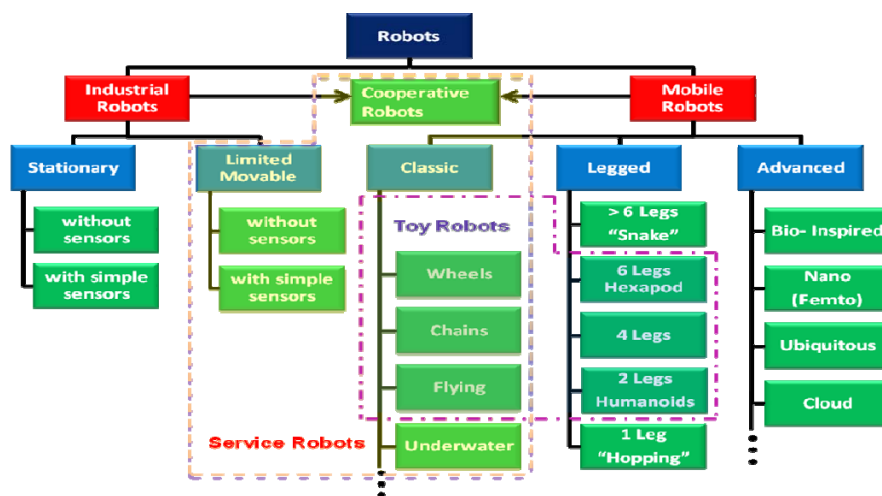 Robots
Industrial
Robots
Cooperative
Robots
Mobile
Robots
Stationary
Limited
Movable
Classic
Legged
Advanced
without
sensors
with simple
sensors
without
sensors
with simple
sensors
Toy Robots
Wheels
Chains
Flying
Underwater
Service Robots
> 6 Legs
“Snake”
6 Legs
Hexapod
4 Legs
2 Legs
Humanoids
1 Leg
“Hopping”
Bio- Inspired
Nano
(Femto)
Ubiquitous
Cloud